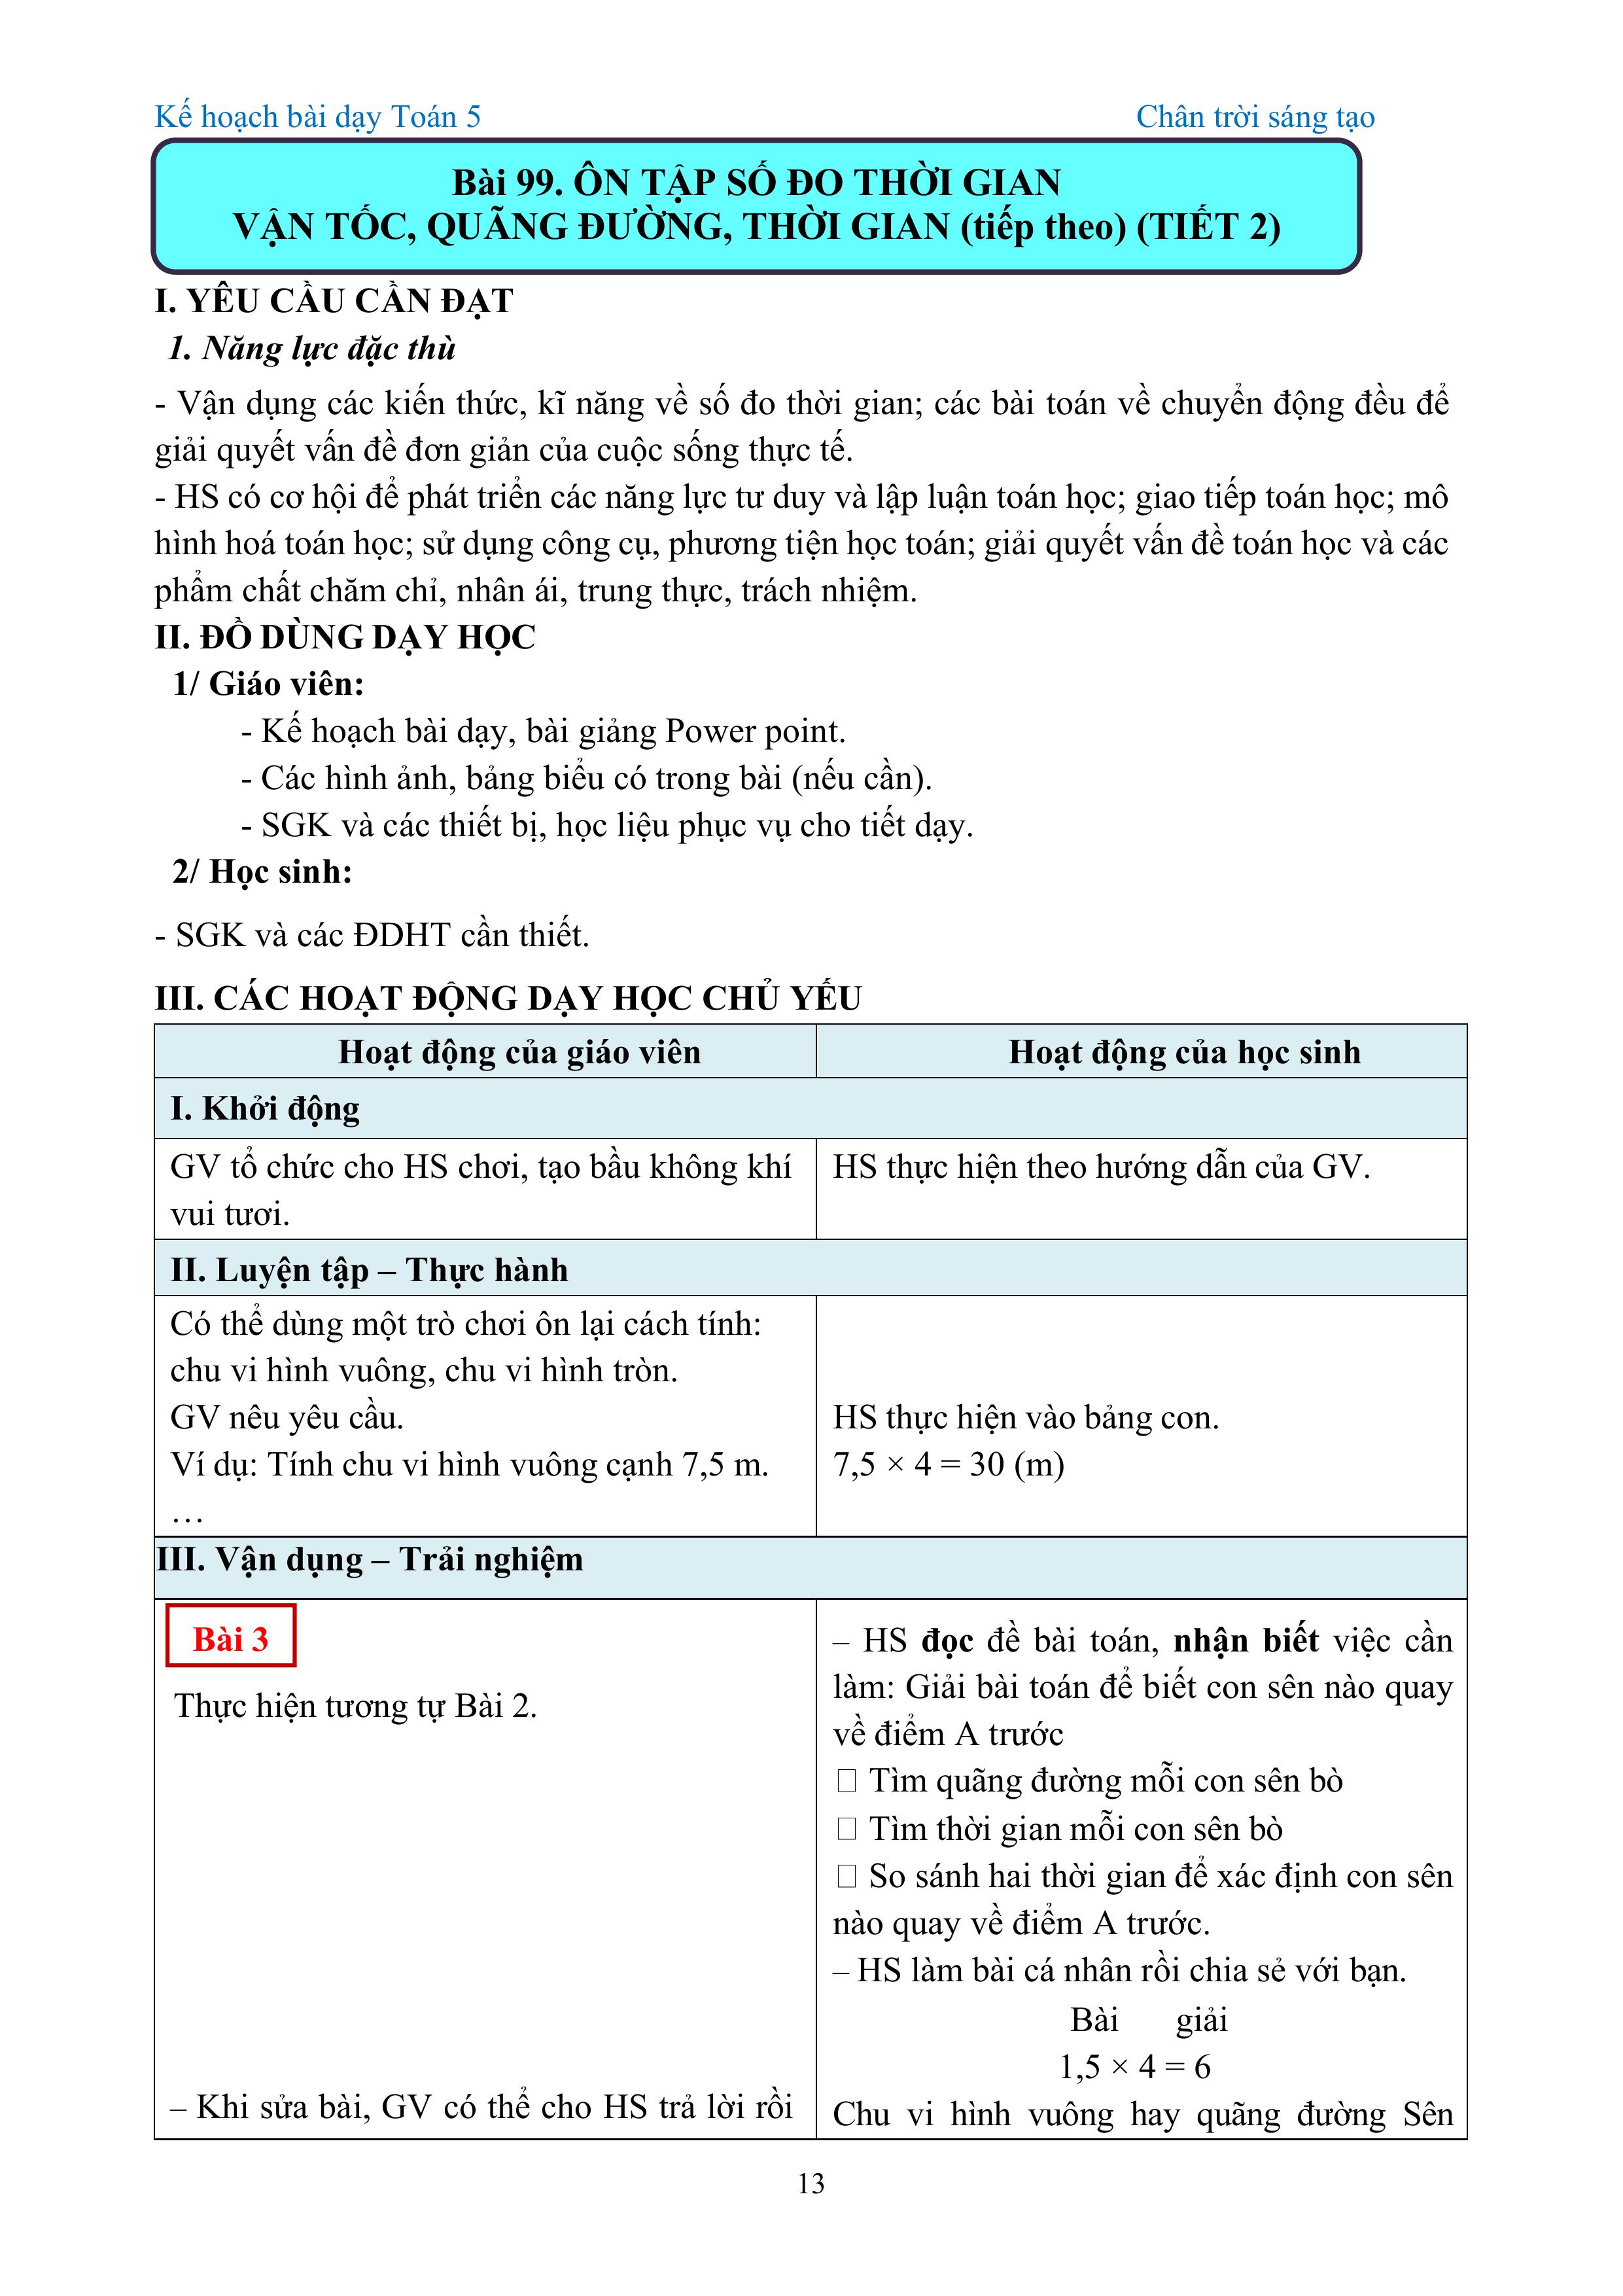 Kế hoạch bài dạy Toán 5 Chân trời sáng tạo
Bài 99. ÔN TẬP SỐ ĐO THỜI GIAN
VẬN TỐC, QUÃNG ĐƯỜNG, THỜI GIAN (tiếp theo) (TIẾT 2)
I. YÊU CẦU CẦN ĐẠT
1. Năng lực đặc thù
- Vận dụng các kiến thức, kĩ năng về số đo thời gian; các bài toán về chuyển động đều để
giải quyết vấn đề đơn giản của cuộc sống thực tế.
- HS có cơ hội để phát triển các năng lực tư duy và lập luận toán học; giao tiếp toán học; mô
hình hoá toán học; sử dụng công cụ, phương tiện học toán; giải quyết vấn đề toán học và các
phẩm chất chăm chỉ, nhân ái, trung thực, trách nhiệm.
II. ĐỒ DÙNG DẠY HỌC
1/ Giáo viên:
- Kế hoạch bài dạy, bài giảng Power point.
- Các hình ảnh, bảng biểu có trong bài (nếu cần).
- SGK và các thiết bị, học liệu phục vụ cho tiết dạy.
2/ Học sinh:
- SGK và các ĐDHT cần thiết.
III. CÁC HOẠT ĐỘNG DẠY HỌC CHỦ YẾU
Hoạt động của giáo viên
Hoạt động của học sinh
I. Khởi động
GV tổ chức cho HS chơi, tạo bầu không khí
vui tươi.
HS thực hiện theo hướng dẫn của GV.
II. Luyện tập – Thực hành
Có thể dùng một trò chơi ôn lại cách tính:
chu vi hình vuông, chu vi hình tròn.
GV nêu yêu cầu.
Ví dụ: Tính chu vi hình vuông cạnh 7,5 m.
…
HS thực hiện vào bảng con.
7,5 × 4 = 30 (m)
III. Vận dụng – Trải nghiệm
Bài 3
Thực hiện tương tự Bài 2.
– Khi sửa bài, GV có thể cho HS trả lời rồi
– HS đọc đề bài toán, nhận biết việc cần
làm: Giải bài toán để biết con sên nào quay
về điểm A trước
Tìm quãng đường mỗi con sên bò
Tìm thời gian mỗi con sên bò
So sánh hai thời gian để xác định con sên
nào quay về điểm A trước.
– HS làm bài cá nhân rồi chia sẻ với bạn.
Bài giải
1,5 × 4 = 6
Chu vi hình vuông hay quãng đường Sên
13